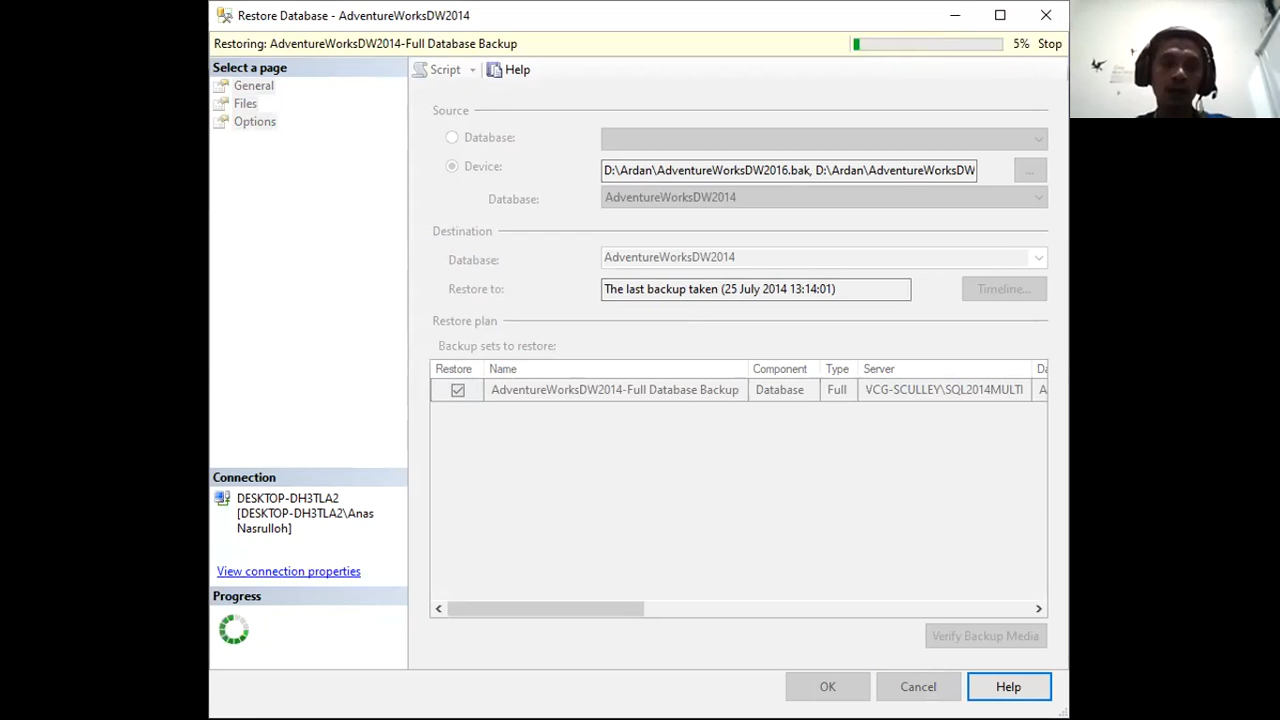 Restore Database - AdventureWorksDW2014
Restoring: AdventureWorksDW2014-Full Database Backup
5% Stop
Select a page
General
Files
Options
Script
Help
Source
Database:
Device:
D:\Ardan\AdventureWorksDW2016.bak, D:\Ardan\AdventureWorksDW
...
Database:
AdventureWorksDW2014
Destination
Database:
AdventureWorksDW2014
Restore to:
The last backup taken (25 July 2014 13:14:01)
Timeline...
Restore plan
Backup sets to restore:
Restore Name Component Type Server Da
AdventureWorksDW2014-Full Database Backup Database Full VCG-SCULLEY\SQL2014MULTI A
Connection
DESKTOP-DH3TLA2
[DESKTOP-DH3TLA2\Anas
Nasrulloh]
View connection properties
Progress
Verify Backup Media
OK
Cancel
Help